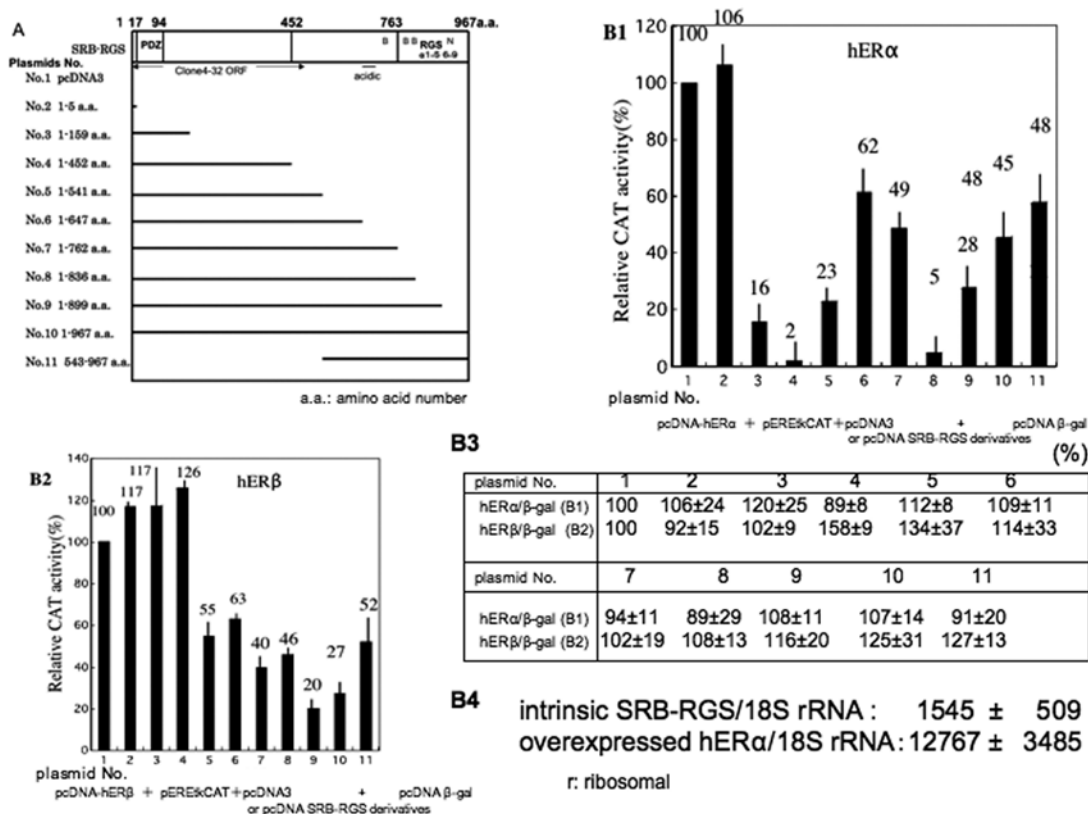 A
1 17 94 452 763 967a.a.
SRB-RGS PDZ B B B RGS N
α1-5 6-9
Plasmids No.
Clone4-32 ORF acidic
No.1 pcDNA3
No.2 1-5 a.a.
No.3 1-159 a.a.
No.4 1-452 a.a.
No.5 1-541 a.a.
No.6 1-647 a.a.
No.7 1-762 a.a.
No.8 1-836 a.a.
No.9 1-899 a.a.
No.10 1-967 a.a.
No.11 543-967 a.a.
a.a.: amino acid number
B1
hERα
Relative CAT activity(%)
120
100
80
60
40
20
0
100 106 16 2 23 62 49 5 28 48 45 48
1 2 3 4 5 6 7 8 9 10 11
plasmid No.
pcDNA-hERα + pEREtkCAT+pcDNA3 + pcDNA β-gal
or pcDNA SRB-RGS derivatives
B2
hERβ
Relative CAT activity(%)
140
120
100
80
60
40
20
0
100 117 117 126 55 63 40 46 20 27 52
1 2 3 4 5 6 7 8 9 10 11
plasmid No.
pcDNA-hERβ + pEREtkCAT+pcDNA3 + pcDNA β-gal
or pcDNA SRB-RGS derivatives
B3
(%)
plasmid No. 1 2 3 4 5 6
hERα/β-gal (B1) 100 106±24 120±25 89±8 112±8 109±11
hERβ/β-gal (B2) 100 92±15 102±9 158±9 134±37 114±33
plasmid No. 7 8 9 10 11
hERα/β-gal (B1) 94±11 89±29 108±11 107±14 91±20
hERβ/β-gal (B2) 102±19 108±13 116±20 125±31 127±13
B4
intrinsic SRB-RGS/18S rRNA : 1545 ± 509
overexpressed hERα/18S rRNA : 12767 ± 3485
r: ribosomal